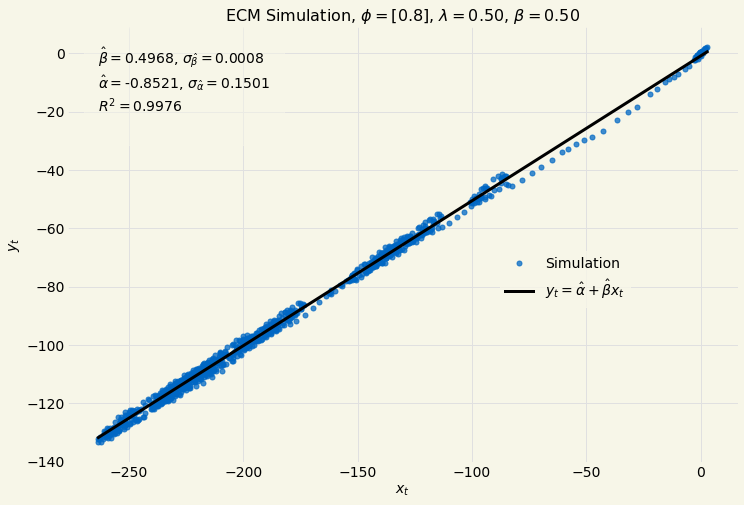 ECM Simulation, ϕ = [0.8], λ = 0.50, β = 0.50
β̂ = 0.4968, σ_β̂ = 0.0008
α̂ = -0.8521, σ_α̂ = 0.1501
R² = 0.9976
0
−20
−40
−60
−80
−100
−120
−140
y_t
Simulation
y_t = α̂ + β̂x_t
−250 −200 −150 −100 −50 0
x_t